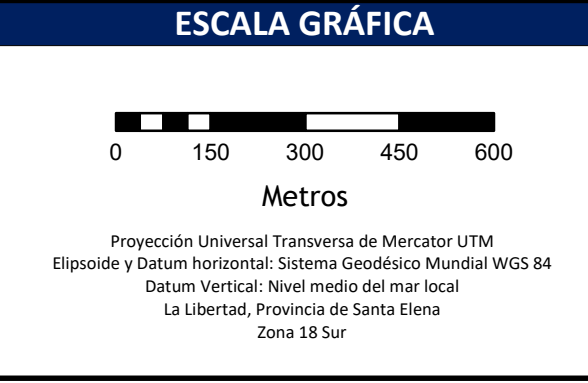 ESCALA GRÁFICA
0 150 300 450 600
Metros
Proyección Universal Transversa de Mercator UTM
Elipsoide y Datum horizontal: Sistema Geodésico Mundial WGS 84
Datum Vertical: Nivel medio del mar local
La Libertad, Provincia de Santa Elena
Zona 18 Sur